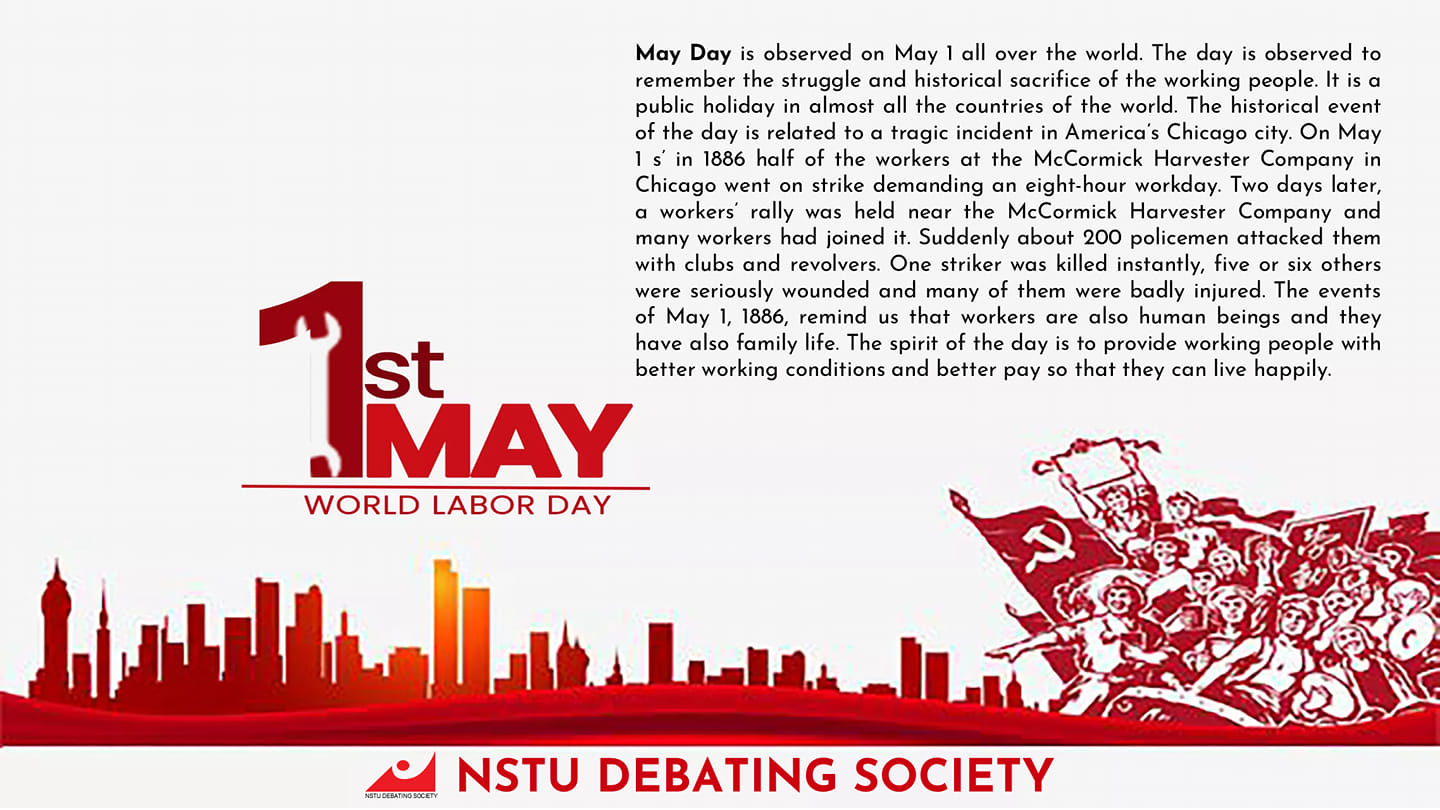 May Day is observed on May 1 all over the world. The day is observed to
remember the struggle and historical sacrifice of the working people. It is a
public holiday in almost all the countries of the world. The historical event
of the day is related to a tragic incident in America's Chicago city. On May
1 s' in 1886 half of the workers at the McCormick Harvester Company in
Chicago went on strike demanding an eight-hour workday. Two days later,
a workers' rally was held near the McCormick Harvester Company and
many workers had joined it. Suddenly about 200 policemen attacked them
with clubs and revolvers. One striker was killed instantly, five or six others
were seriously wounded and many of them were badly injured. The events
of May 1, 1886, remind us that workers are also human beings and they
have also family life. The spirit of the day is to provide working people with
better working conditions and better pay so that they can live happily.
1st
MAY
WORLD LABOR DAY
NSTU DEBATING SOCIETY
NSTU DEBATING SOCIETY